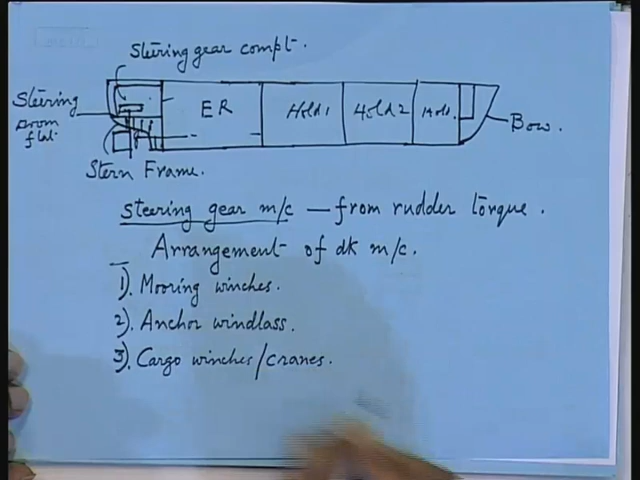 Steering gear compt.
Steering
room
flat.
ER
Hold 1
Hold 2
Hold.
Bow.
Stern Frame.
Steering gear m/c — from rudder torque.
Arrangement of dk m/c.
1). Mooring winches.
2). Anchor windlass.
3). Cargo winches/cranes.